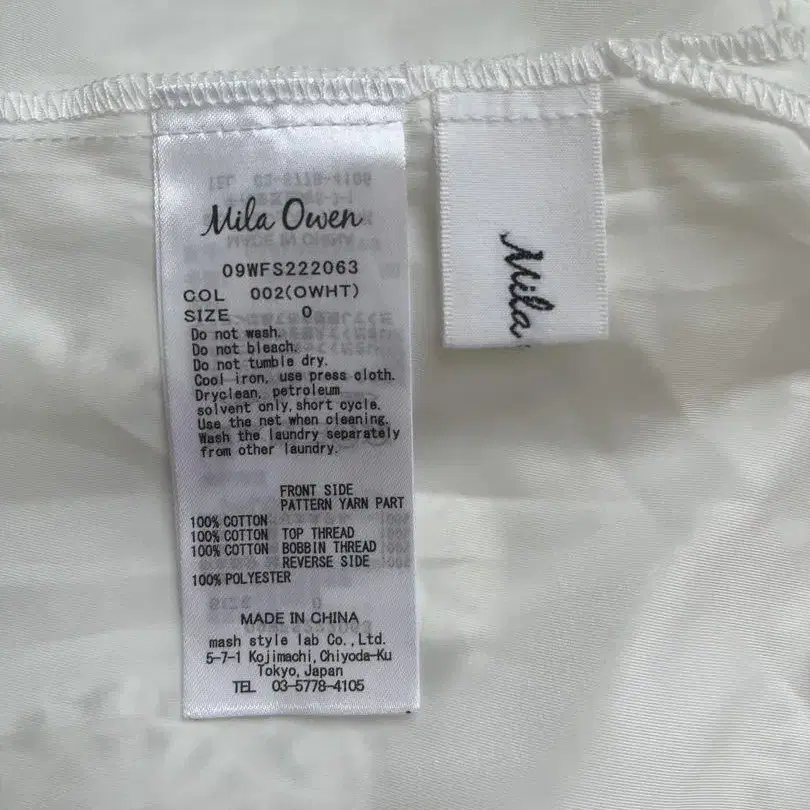 Mila Owen
09WFS222063
COL 002(OWHT)
SIZE 0
Do not wash.
Do not bleach.
Do not tumble dry.
Cool iron, use press cloth.
Dryclean, petroleum
solvent only, short cycle.
Use the net when cleaning.
Wash the laundry separately
from other laundry.
FRONT SIDE
PATTERN YARN PART
100% COTTON
100% COTTON TOP THREAD
100% COTTON BOBBIN THREAD
REVERSE SIDE
100% POLYESTER
MADE IN CHINA
mash style lab Co.,Ltd.
5-7-1 Kojimachi,Chiyoda-Ku
Tokyo,Japan
TEL 03-5778-4105
Mila